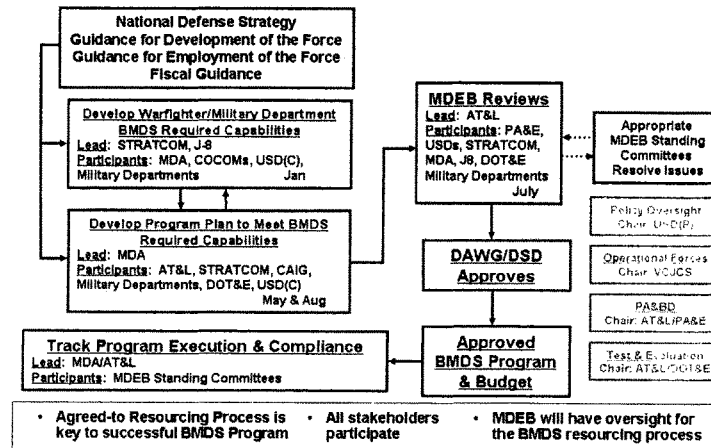 National Defense Strategy
Guidance for Development of the Force
Guidance for Employment of the Force
Fiscal Guidance
Develop Warfighter/Military Department
BMDS Required Capabilities
Lead: STRATCOM, J-8
Participants: MDA, COCOMs, USD(C),
Military Departments Jan
Develop Program Plan to Meet BMDS
Required Capabilities
Lead: MDA
Participants: AT&L, STRATCOM, CAIG,
Military Departments, DOT&E, USD(C)
May & Aug
Track Program Execution & Compliance
Lead: MDA/AT&L
Participants: MDEB Standing Committees
MDEB Reviews
Lead: AT&L
Participants: PA&E,
USDs, STRATCOM,
MDA, J8, DOT&E
Military Departments
July
DAWG/DSD
Approves
Approved
BMDS Program
& Budget
Appropriate
MDEB Standing
Committees
Resolve Issues
Policy Oversight
Chair: USD(P)
Operational Forces
Chair: VCJCS
PA&BD
Chair: AT&L/PA&E
Test & Evaluation
Chair: AT&L/DOT&E
• Agreed-to Resourcing Process is
key to successful BMDS Program
• All stakeholders
participate
• MDEB will have oversight for
the BMDS resourcing process